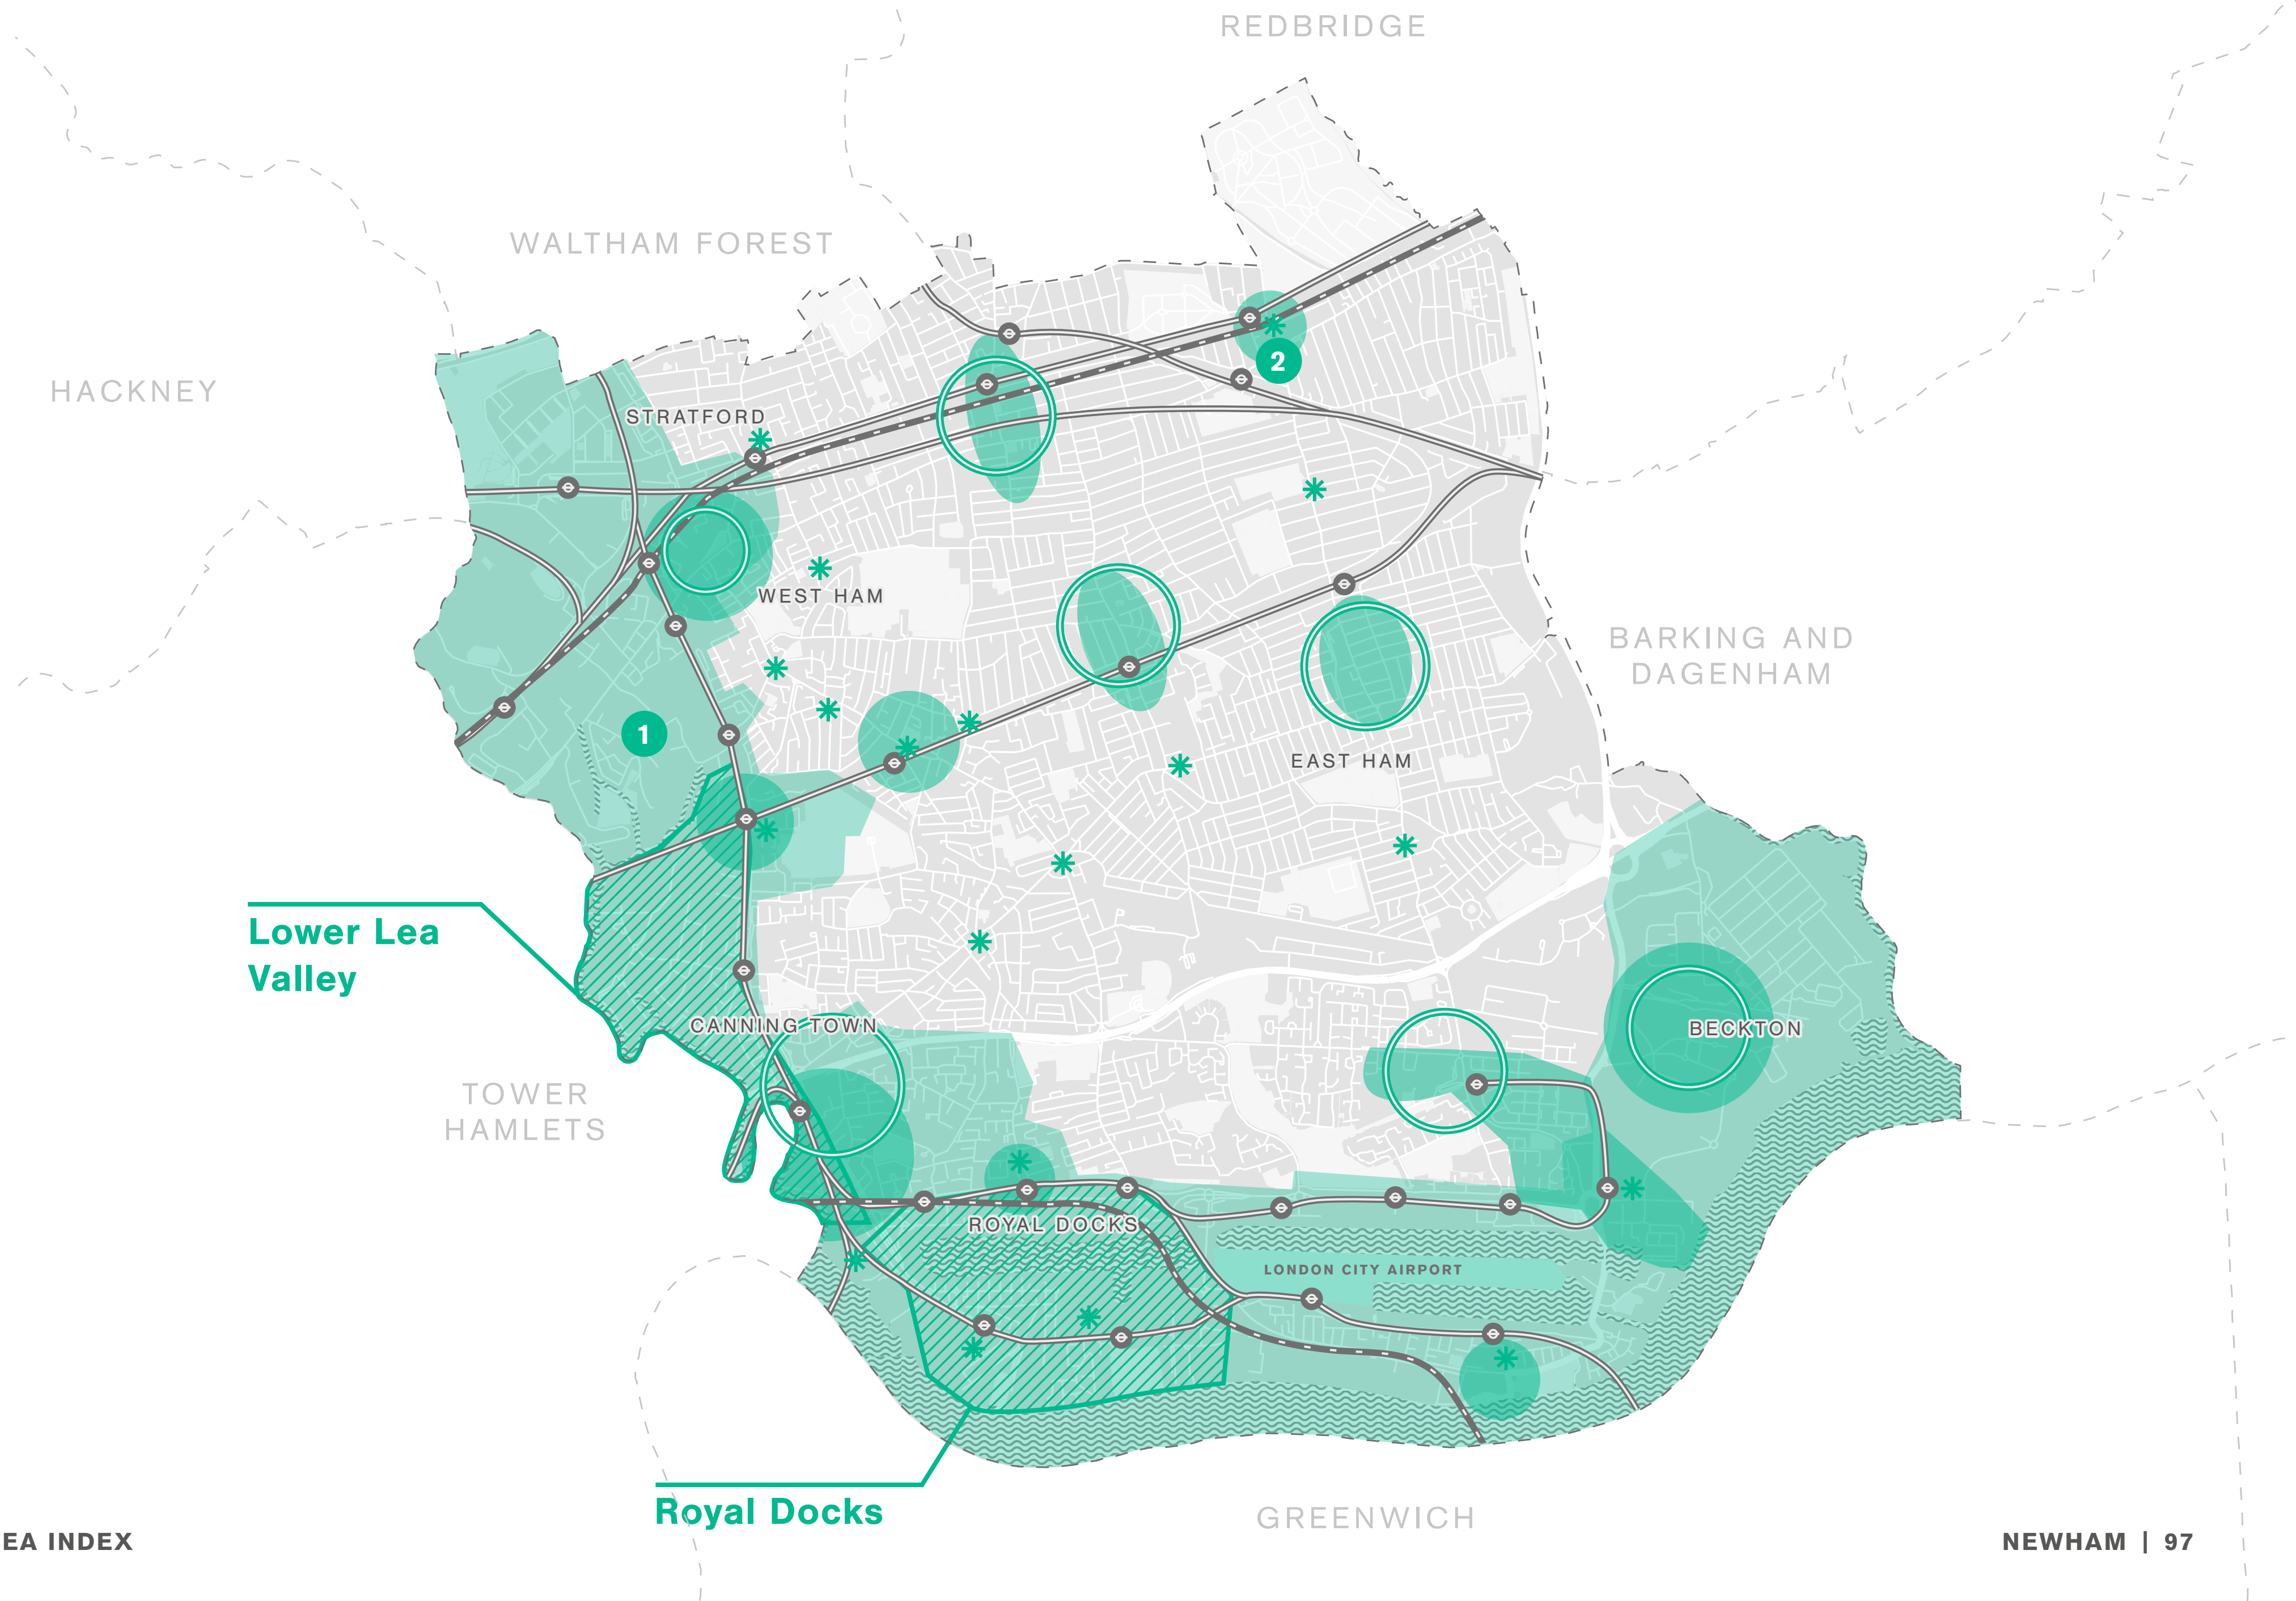 REDBRIDGE
WALTHAM FOREST
HACKNEY
2
STRATFORD
WEST HAM
BARKING AND
DAGENHAM
1
EAST HAM
Lower Lea
Valley
CANNING TOWN
BECKTON
TOWER
HAMLETS
ROYAL DOCKS
LONDON CITY AIRPORT
Royal Docks
GREENWICH
EA INDEX
NEWHAM | 97